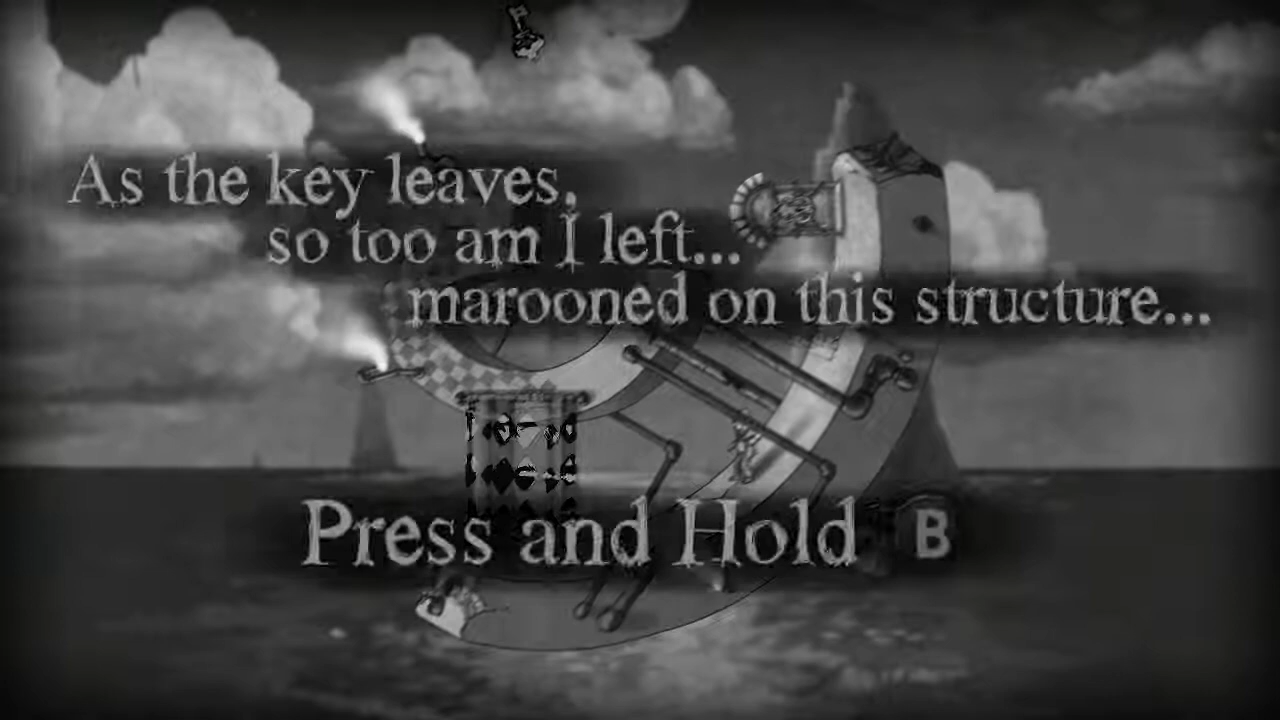 As the key leaves,
so too am I left...
marooned on this structure...
Press and Hold B